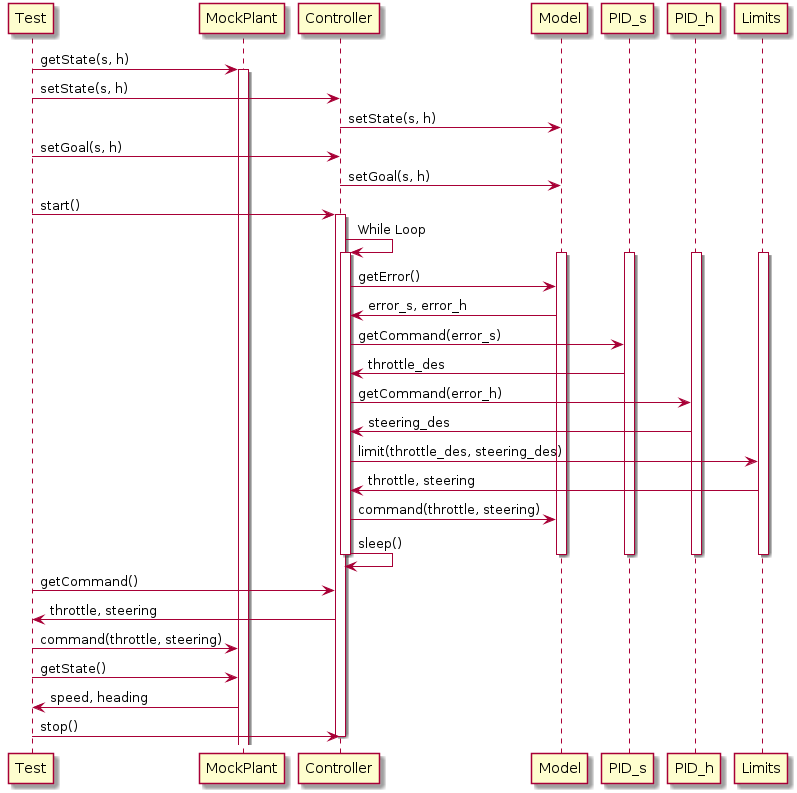 Test MockPlant Controller Model PID_s PID_h Limits
getState(s, h)
setState(s, h)
setState(s, h)
setGoal(s, h)
setGoal(s, h)
start()
While Loop
getError()
error_s, error_h
getCommand(error_s)
throttle_des
getCommand(error_h)
steering_des
limit(throttle_des, steering_des)
throttle, steering
command(throttle, steering)
sleep()
getCommand()
throttle, steering
command(throttle, steering)
getState()
speed, heading
stop()
Test MockPlant Controller Model PID_s PID_h Limits